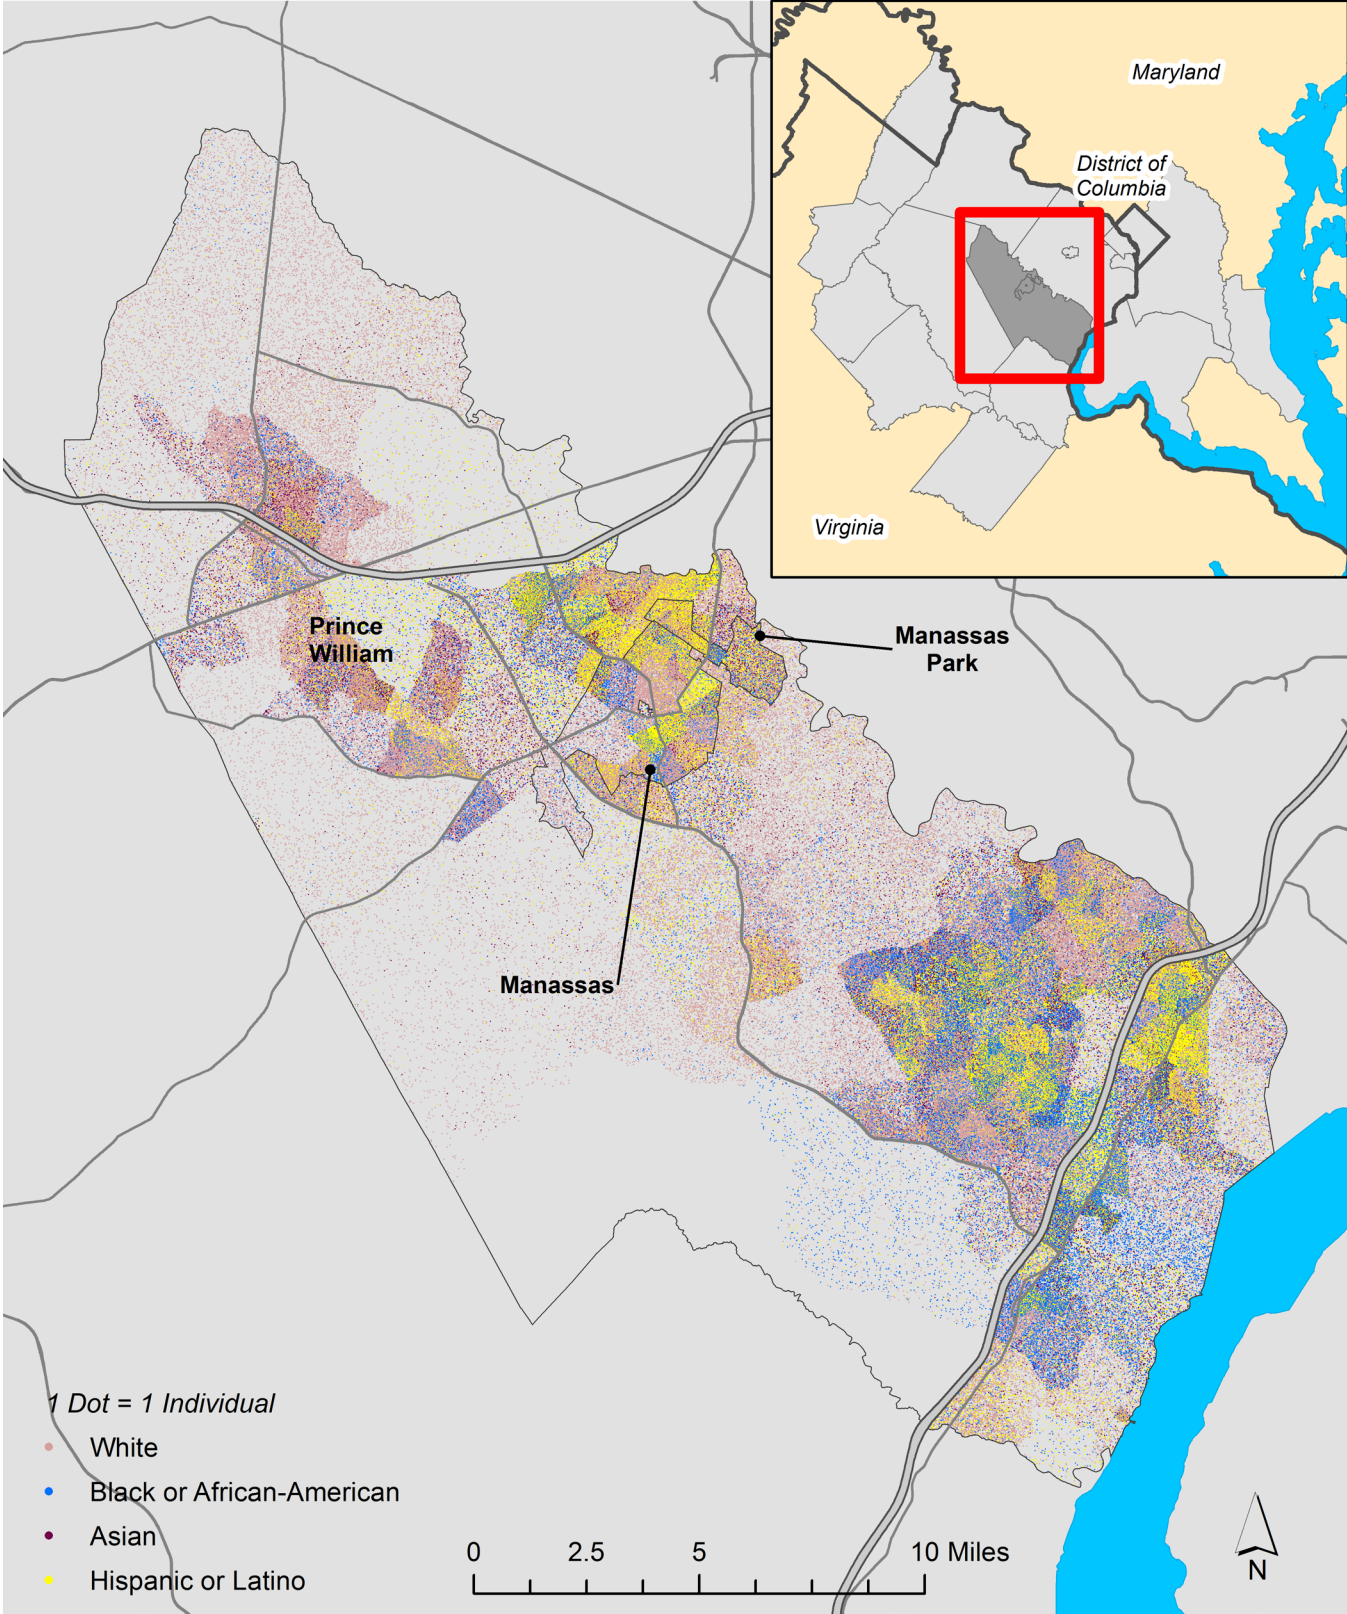 Maryland
District of
Columbia
Virginia
Prince
William
Manassas
Park
Manassas
1 Dot = 1 Individual
White
Black or African-American
Asian
Hispanic or Latino
0 2.5 5 10 Miles
N